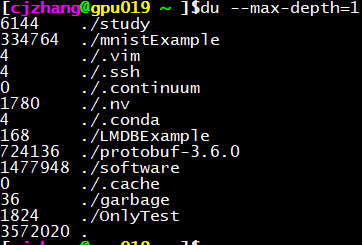 [cjzhang@gpu019 ~ ]$du --max-depth=1
6144 ./study
334764 ./mnistExample
4 ./.vim
4 ./.ssh
0 ./.continuum
1780 ./.nv
4 ./.conda
168 ./LMDBExample
724136 ./protobuf-3.6.0
1477948 ./software
0 ./.cache
36 ./garbage
1824 ./OnlyTest
3572020 .